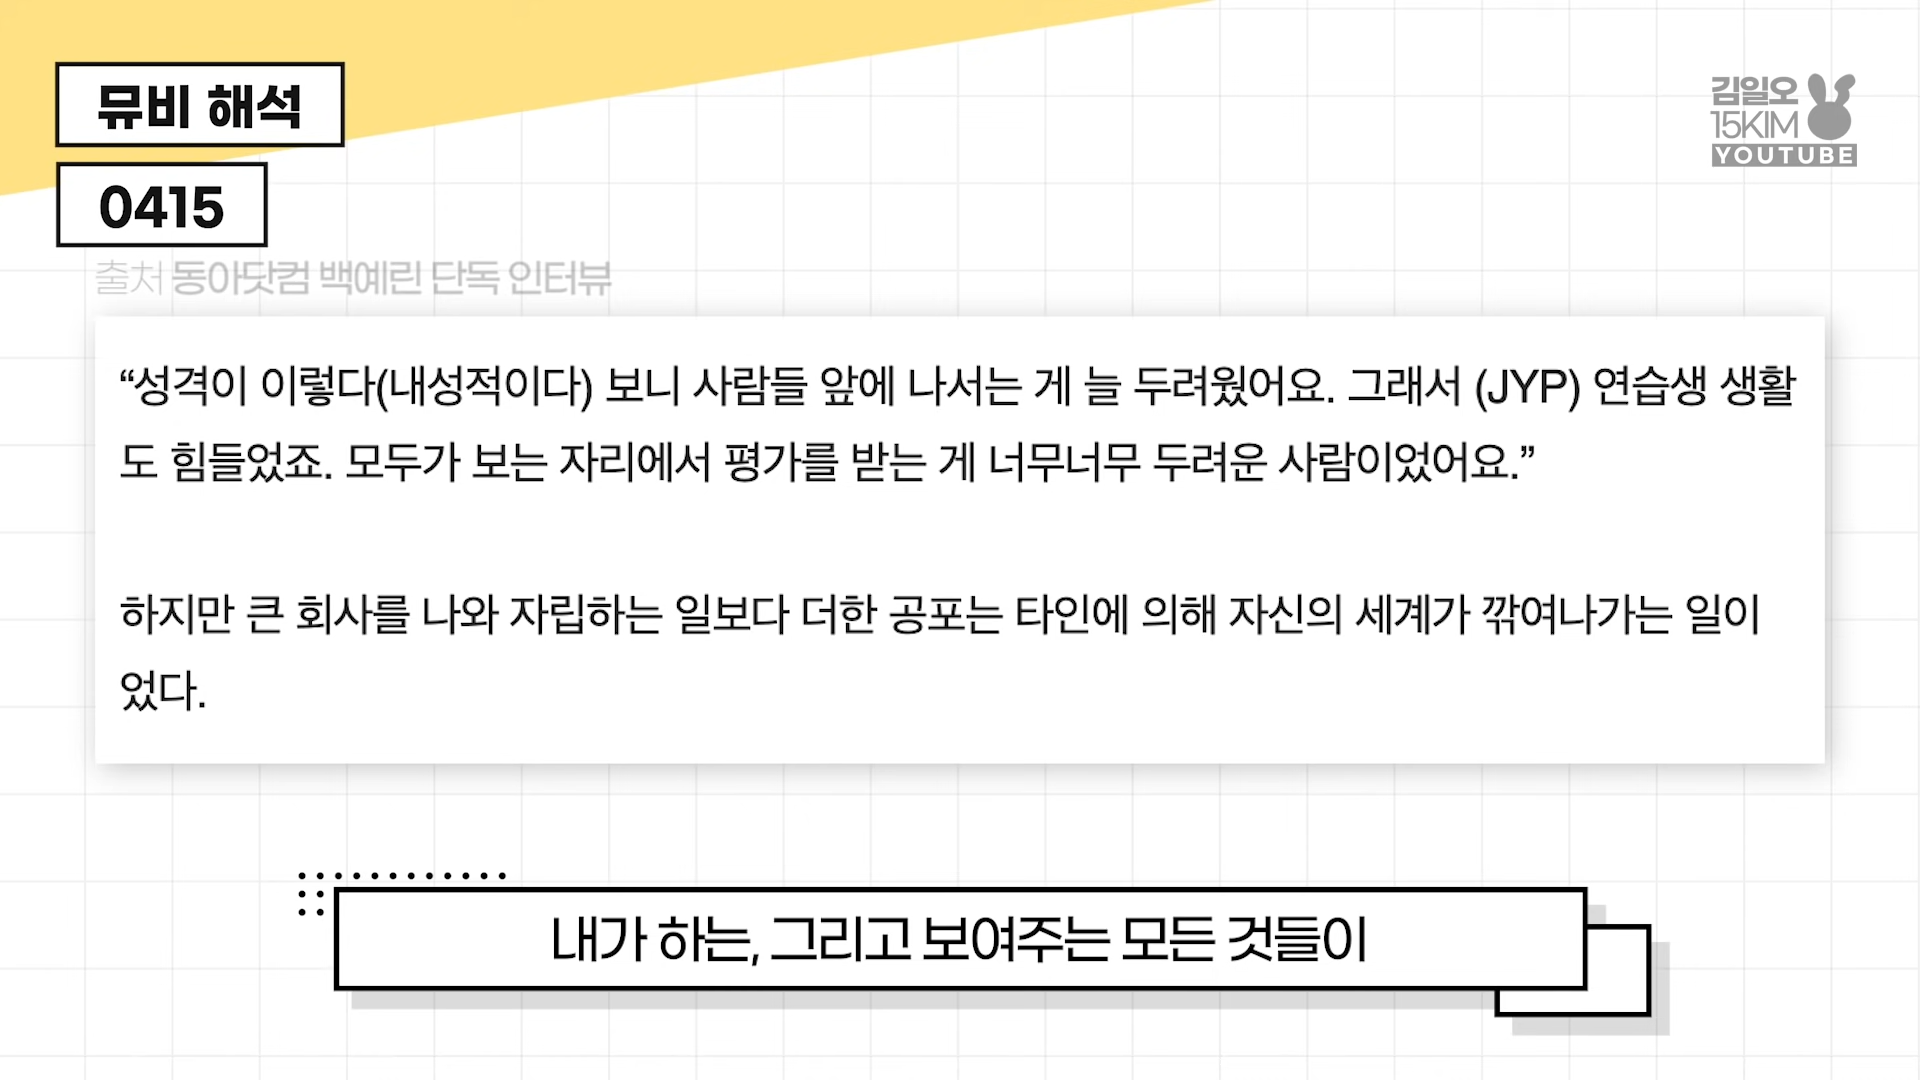 뮤비 해석
0415
김일오
15KIM
YOUTUBE
출처 동아닷컴 백예린 단독 인터뷰
“성격이 이렇다(내성적이다) 보니 사람들 앞에 나서는 게 늘 두려웠어요. 그래서 (JYP) 연습생 생활
도 힘들었죠. 모두가 보는 자리에서 평가를 받는 게 너무너무 두려운 사람이었어요.”
하지만 큰 회사를 나와 자립하는 일보다 더한 공포는 타인에 의해 자신의 세계가 깎여나가는 일이
었다.
내가 하는, 그리고 보여주는 모든 것들이